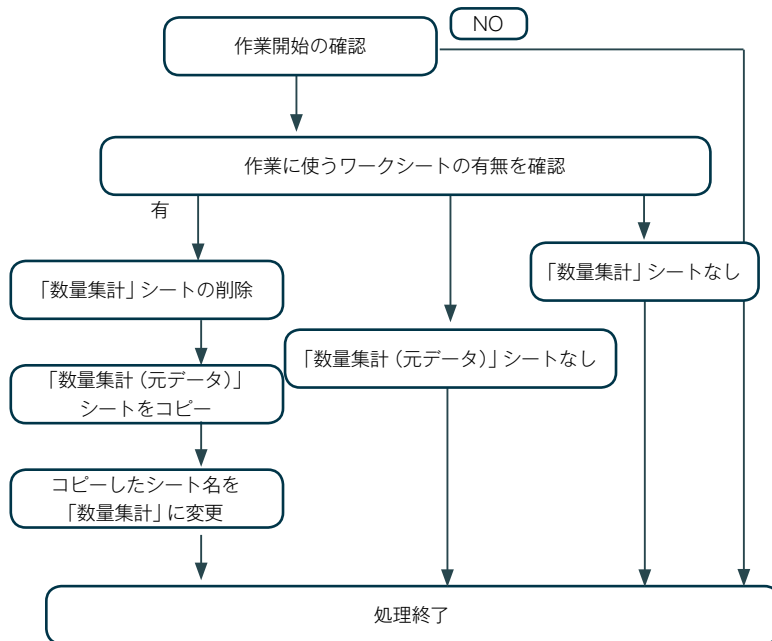 NO
作業開始の確認
作業に使うワークシートの有無を確認
有
「数量集計」シートの削除
「数量集計」シートなし
「数量集計（元データ）」シートなし
「数量集計（元データ）」
シートをコピー
コピーしたシート名を
「数量集計」に変更
処理終了